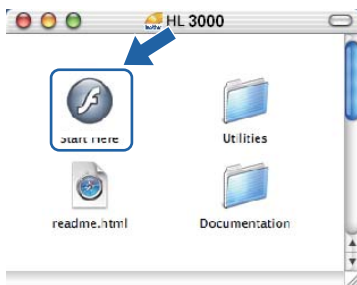 HL 3000
Start Here
Utilities
readme.html
Documentation